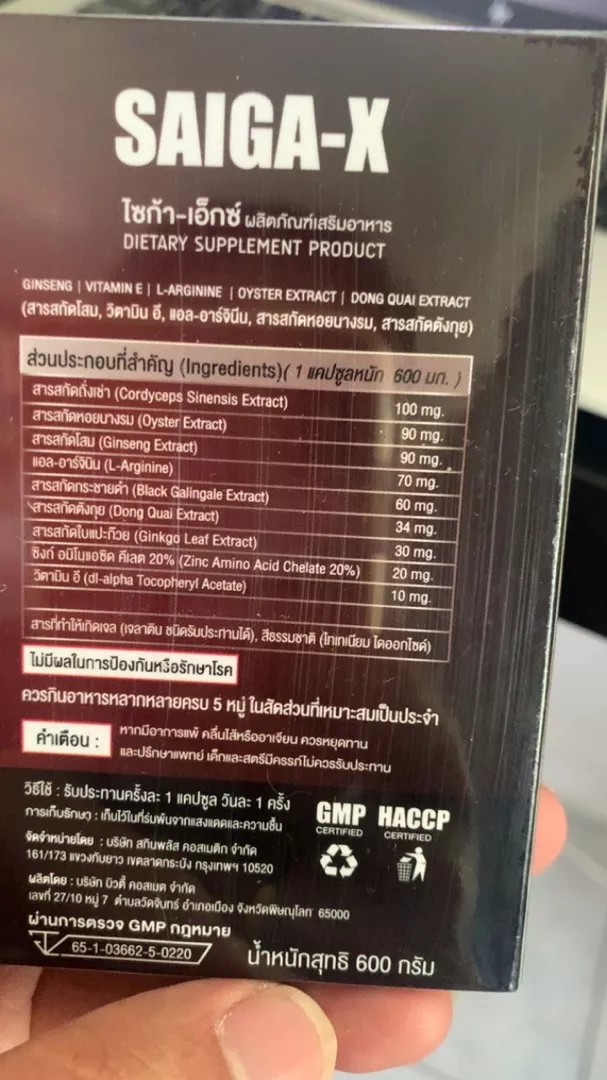 SAIGA-X
ไซก้า-เอ็กซ์ ผลิตภัณฑ์เสริมอาหาร
DIETARY SUPPLEMENT PRODUCT
GINSENG | VITAMIN E | L-ARGININE | OYSTER EXTRACT | DONG QUAI EXTRACT
(สารสกัดโสม, วิตามิน อี, แอล-อาร์จินีน, สารสกัดหอยนางรม, สารสกัดตังกุย)
ส่วนประกอบที่สำคัญ (Ingredients)( 1 แคปซูลหนัก 600 มก. )
สารสกัดถั่งเช่า (Cordyceps Sinensis Extract) 100 mg.
สารสกัดหอยนางรม (Oyster Extract) 90 mg.
สารสกัดโสม (Ginseng Extract) 90 mg.
แอล-อาร์จินีน (L-Arginine) 70 mg.
สารสกัดกระชายดำ (Black Galingale Extract) 60 mg.
สารสกัดตังกุย (Dong Quai Extract) 34 mg.
สารสกัดใบแปะก๊วย (Ginkgo Leaf Extract) 30 mg.
ซิงก์ อมิโนแอซิด คีเลต 20% (Zinc Amino Acid Chelate 20%) 20 mg.
วิตามิน อี (dl-alpha Tocopheryl Acetate) 10 mg.
สารที่ทำให้เกิดเจล (เจลาติน ชนิดรับประทานได้), สีธรรมชาติ (ไทเทเนียม ไดออกไซด์)
ไม่มีผลในการป้องกันหรือรักษาโรค
ควรกินอาหารหลากหลายครบ 5 หมู่ ในสัดส่วนที่เหมาะสมเป็นประจำ
คำเตือน : หากมีอาการแพ้ คลื่นไส้หรืออาเจียน ควรหยุดทาน
และปรึกษาแพทย์ เด็กและสตรีมีครรภ์ไม่ควรรับประทาน
วิธีใช้ : รับประทานครั้งละ 1 แคปซูล วันละ 1 ครั้ง
การเก็บรักษา : เก็บไว้ในที่ร่มพ้นจากแสงแดดและความชื้น
GMP HACCP
CERTIFIED CERTIFIED
จัดจำหน่ายโดย : บริษัท สกินพลัส คอสเมติก จำกัด
161/173 แขวงทับยาว เขตลาดกระบัง กรุงเทพฯ 10520
ผลิตโดย : บริษัท บิวตี้ คอสเมต จำกัด
เลขที่ 27/10 หมู่ 7 ตำบลวัดจันทร์ อำเภอเมือง จังหวัดพิษณุโลก 65000
ผ่านการตรวจ GMP กฎหมาย
65-1-03662-5-0220
น้ำหนักสุทธิ 600 กรัม